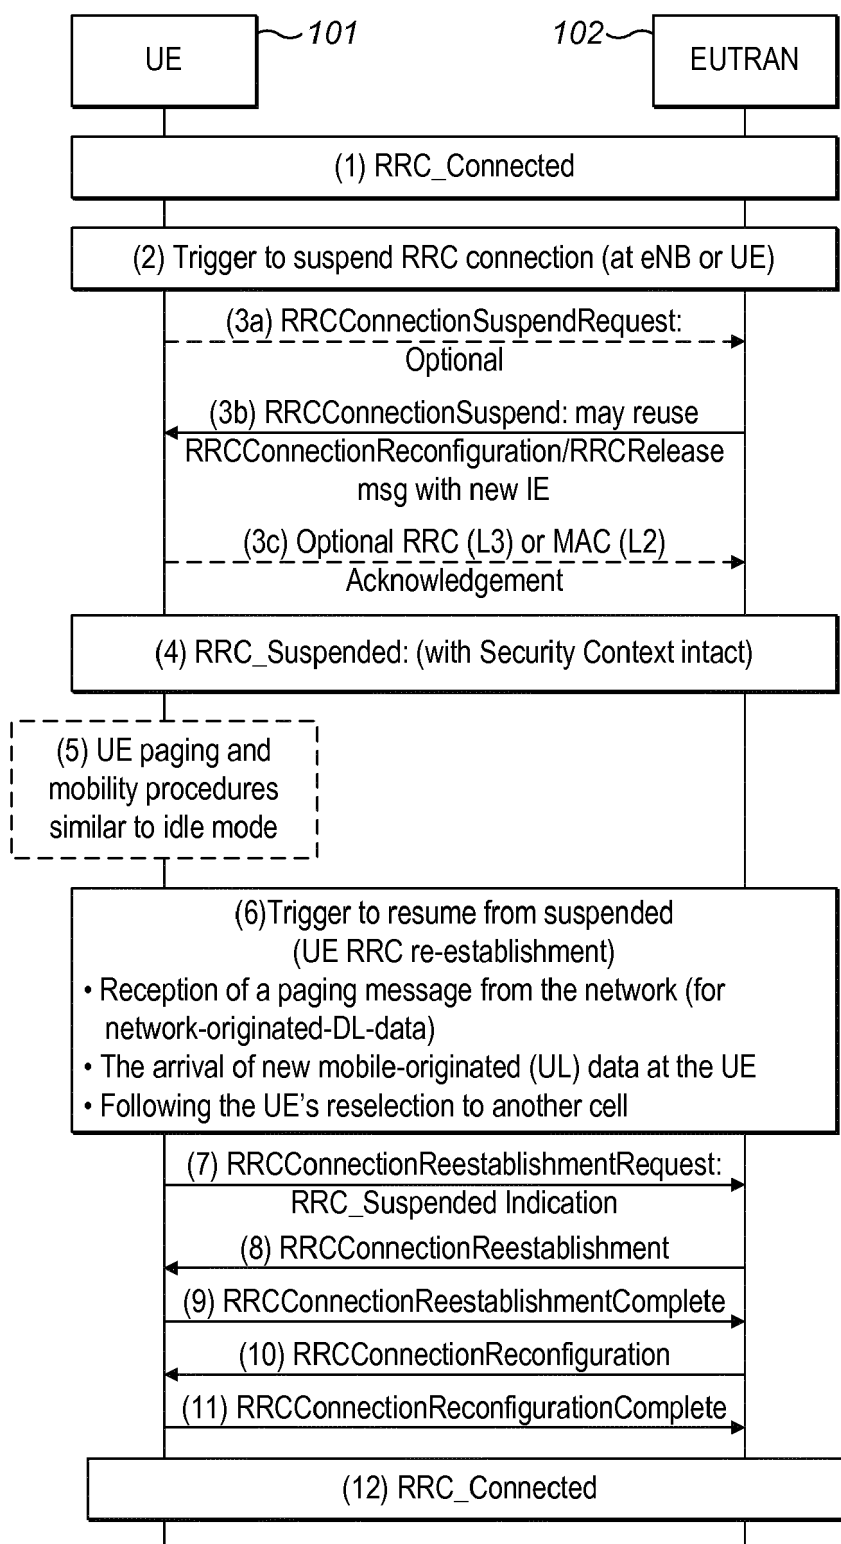 UE
101
102
EUTRAN
(1) RRC_Connected
(2) Trigger to suspend RRC connection (at eNB or UE)
(3a) RRCConnectionSuspendRequest:
Optional
(3b) RRCConnectionSuspend: may reuse
RRCConnectionReconfiguration/RRCRelease
msg with new IE
(3c) Optional RRC (L3) or MAC (L2)
Acknowledgement
(4) RRC_Suspended: (with Security Context intact)
(5) UE paging and
mobility procedures
similar to idle mode
(6)Trigger to resume from suspended
(UE RRC re-establishment)
• Reception of a paging message from the network (for
network-originated-DL-data)
• The arrival of new mobile-originated (UL) data at the UE
• Following the UE's reselection to another cell
(7) RRCConnectionReestablishmentRequest:
RRC_Suspended Indication
(8) RRCConnectionReestablishment
(9) RRCConnectionReestablishmentComplete
(10) RRCConnectionReconfiguration
(11) RRCConnectionReconfigurationComplete
(12) RRC_Connected